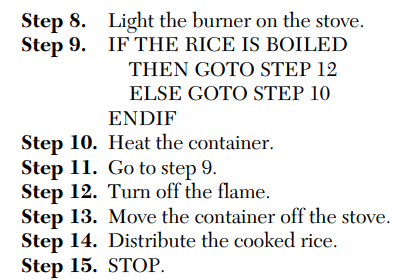 Step 8. Light the burner on the stove.
Step 9. IF THE RICE IS BOILED
THEN GOTO STEP 12
ELSE GOTO STEP 10
ENDIF
Step 10. Heat the container.
Step 11. Go to step 9.
Step 12. Turn off the flame.
Step 13. Move the container off the stove.
Step 14. Distribute the cooked rice.
Step 15. STOP.